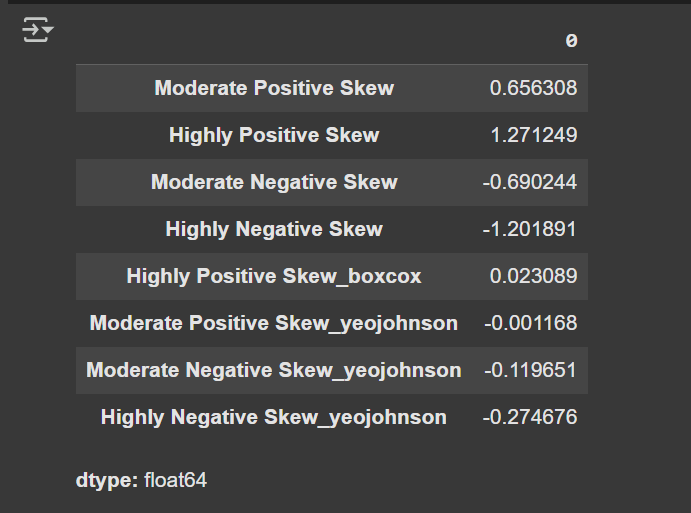 0
Moderate Positive Skew 0.656308
Highly Positive Skew 1.271249
Moderate Negative Skew -0.690244
Highly Negative Skew -1.201891
Highly Positive Skew_boxcox 0.023089
Moderate Positive Skew_yeojohnson -0.001168
Moderate Negative Skew_yeojohnson -0.119651
Highly Negative Skew_yeojohnson -0.274676
dtype: float64